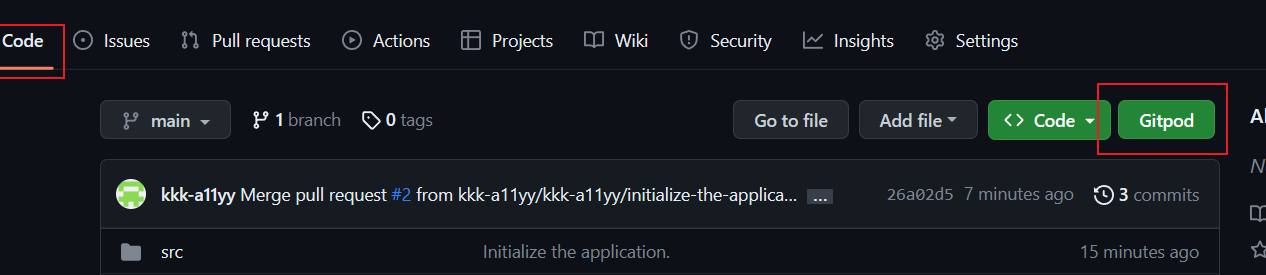 Code Issues Pull requests Actions Projects Wiki Security Insights Settings
main 1 branch 0 tags Go to file Add file Code Gitpod
kkk-a11yy Merge pull request #2 from kkk-a11yy/kkk-a11yy/initialize-the-applica... ... 26a02d5 7 minutes ago 3 commits
src Initialize the application. 15 minutes ago